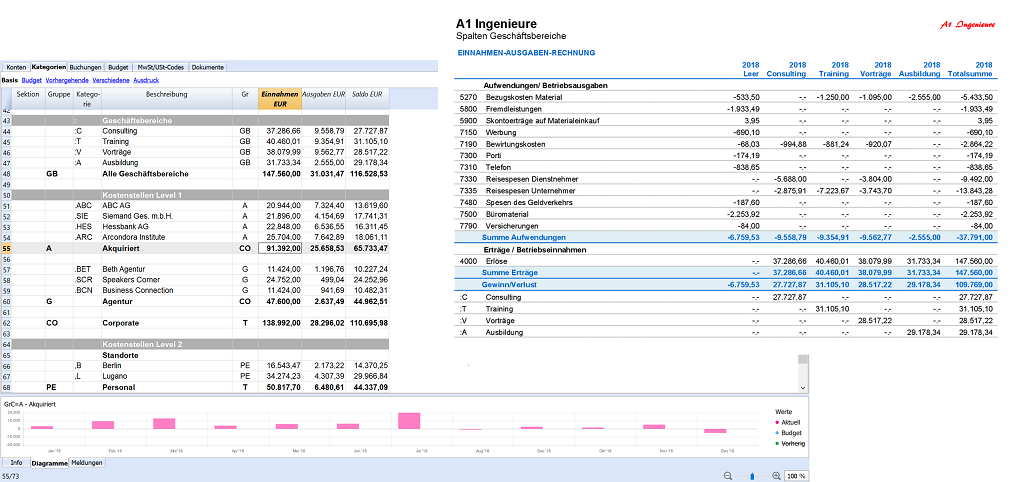 Konten Kategorien Buchungen Budget MwSt/USt-Codes Dokumente
Basis Budget Vorhergehende Verschiedene Ausdruck
Sektion Gruppe Katego- Beschreibung Gr Einnahmen Ausgaben EUR Saldo EUR
rie EUR
42
43 : Geschäftsbereiche
44 :C Consulting GB 37.286,66 9.558,79 27.727,87
45 :T Training GB 40.460,01 9.354,91 31.105,10
46 :V Vorträge GB 38.079,99 9.562,77 28.517,22
47 :A Ausbildung GB 31.733,34 2.555,00 29.178,34
48 GB Alle Geschäftsbereiche 147.560,00 31.031,47 116.528,53
49
50 Kostenstellen Level 1
51 .ABC ABC AG A 20.944,00 7.324,40 13.619,60
52 .SIE Siemand Ges. m.b.H. A 21.896,00 4.154,69 17.741,31
53 .HES Hessbank AG A 22.848,00 6.536,55 16.311,45
54 .ARC Arcondora Institute A 25.704,00 7.642,89 18.061,11
55 A Akquiriert CO 91.392,00 25.658,53 65.733,47
56
57 .BET Beth Agentur G 11.424,00 1.196,76 10.227,24
58 .SCR Speakers Corner G 24.752,00 499,04 24.252,96
59 .BCN Business Connection G 11.424,00 941,69 10.482,31
60 G Agentur CO 47.600,00 2.637,49 44.962,51
61
62 CO Corporate T 138.992,00 28.296,02 110.695,98
63
64 Kostenstellen Level 2
65 Standorte
66 .B Berlin PE 16.543,47 2.173,22 14.370,25
67 .L Lugano PE 34.274,23 4.307,39 29.966,84
68 PE Personal T 50.817,70 6.480,61 44.337,09
GrC=A - Akquiriert
20.000
10.000
0
-10.000
-20.000
Jan '18 Feb '18 Mrz '18 Apr '18 Mai '18 Jun '18 Jul '18 Aug '18 Sep '18 Okt '18 Nov '18 Dez '18
Werte
Aktuell
Budget
Vorherig
Info Diagramme Meldungen
55/73
100 %
A1 Ingenieure A1 Ingenieure
Spalten Geschäftsbereiche
EINNAHMEN-AUSGABEN-RECHNUNG
2018 2018 2018 2018 2018 2018
Leer Consulting Training Vorträge Ausbildung Totalsumme
Aufwendungen/ Betriebsausgaben
5270 Bezugskosten Material -533,50 -.- -1.250,00 -1.095,00 -2.555,00 -5.433,50
5800 Fremdleistungen -1.933,49 -.- -.- -.- -.- -1.933,49
5900 Skontoerträge auf Materialeinkauf 3,95 -.- -.- -.- -.- 3,95
7150 Werbung -690,10 -.- -.- -.- -.- -690,10
7190 Bewirtungskosten -68,03 -994,88 -881,24 -920,07 -.- -2.864,22
7300 Porti -174,19 -.- -.- -.- -.- -174,19
7310 Telefon -838,65 -.- -.- -.- -.- -838,65
7330 Reisespesen Dienstnehmer -.- -5.688,00 -.- -3.804,00 -.- -9.492,00
7335 Reisespesen Unternehmer -.- -2.875,91 -7.223,67 -3.743,70 -.- -13.843,28
7480 Spesen des Geldverkehrs -187,60 -.- -.- -.- -.- -187,60
7500 Büromaterial -2.253,92 -.- -.- -.- -.- -2.253,92
7790 Versicherungen -84,00 -.- -.- -.- -.- -84,00
Summe Aufwendungen -6.759,53 -9.558,79 -9.354,91 -9.562,77 -2.555,00 -37.791,00
Erträge / Betriebseinnahmen
4000 Erlöse -.- 37.286,66 40.460,01 38.079,99 31.733,34 147.560,00
Summe Erträge -.- 37.286,66 40.460,01 38.079,99 31.733,34 147.560,00
Gewinn/Verlust -6.759,53 27.727,87 31.105,10 28.517,22 29.178,34 109.769,00
:C Consulting -.- 27.727,87 -.- -.- -.- 27.727,87
:T Training -.- -.- 31.105,10 -.- -.- 31.105,10
:V Vorträge -.- -.- -.- 28.517,22 -.- 28.517,22
:A Ausbildung -.- -.- -.- -.- 29.178,34 29.178,34